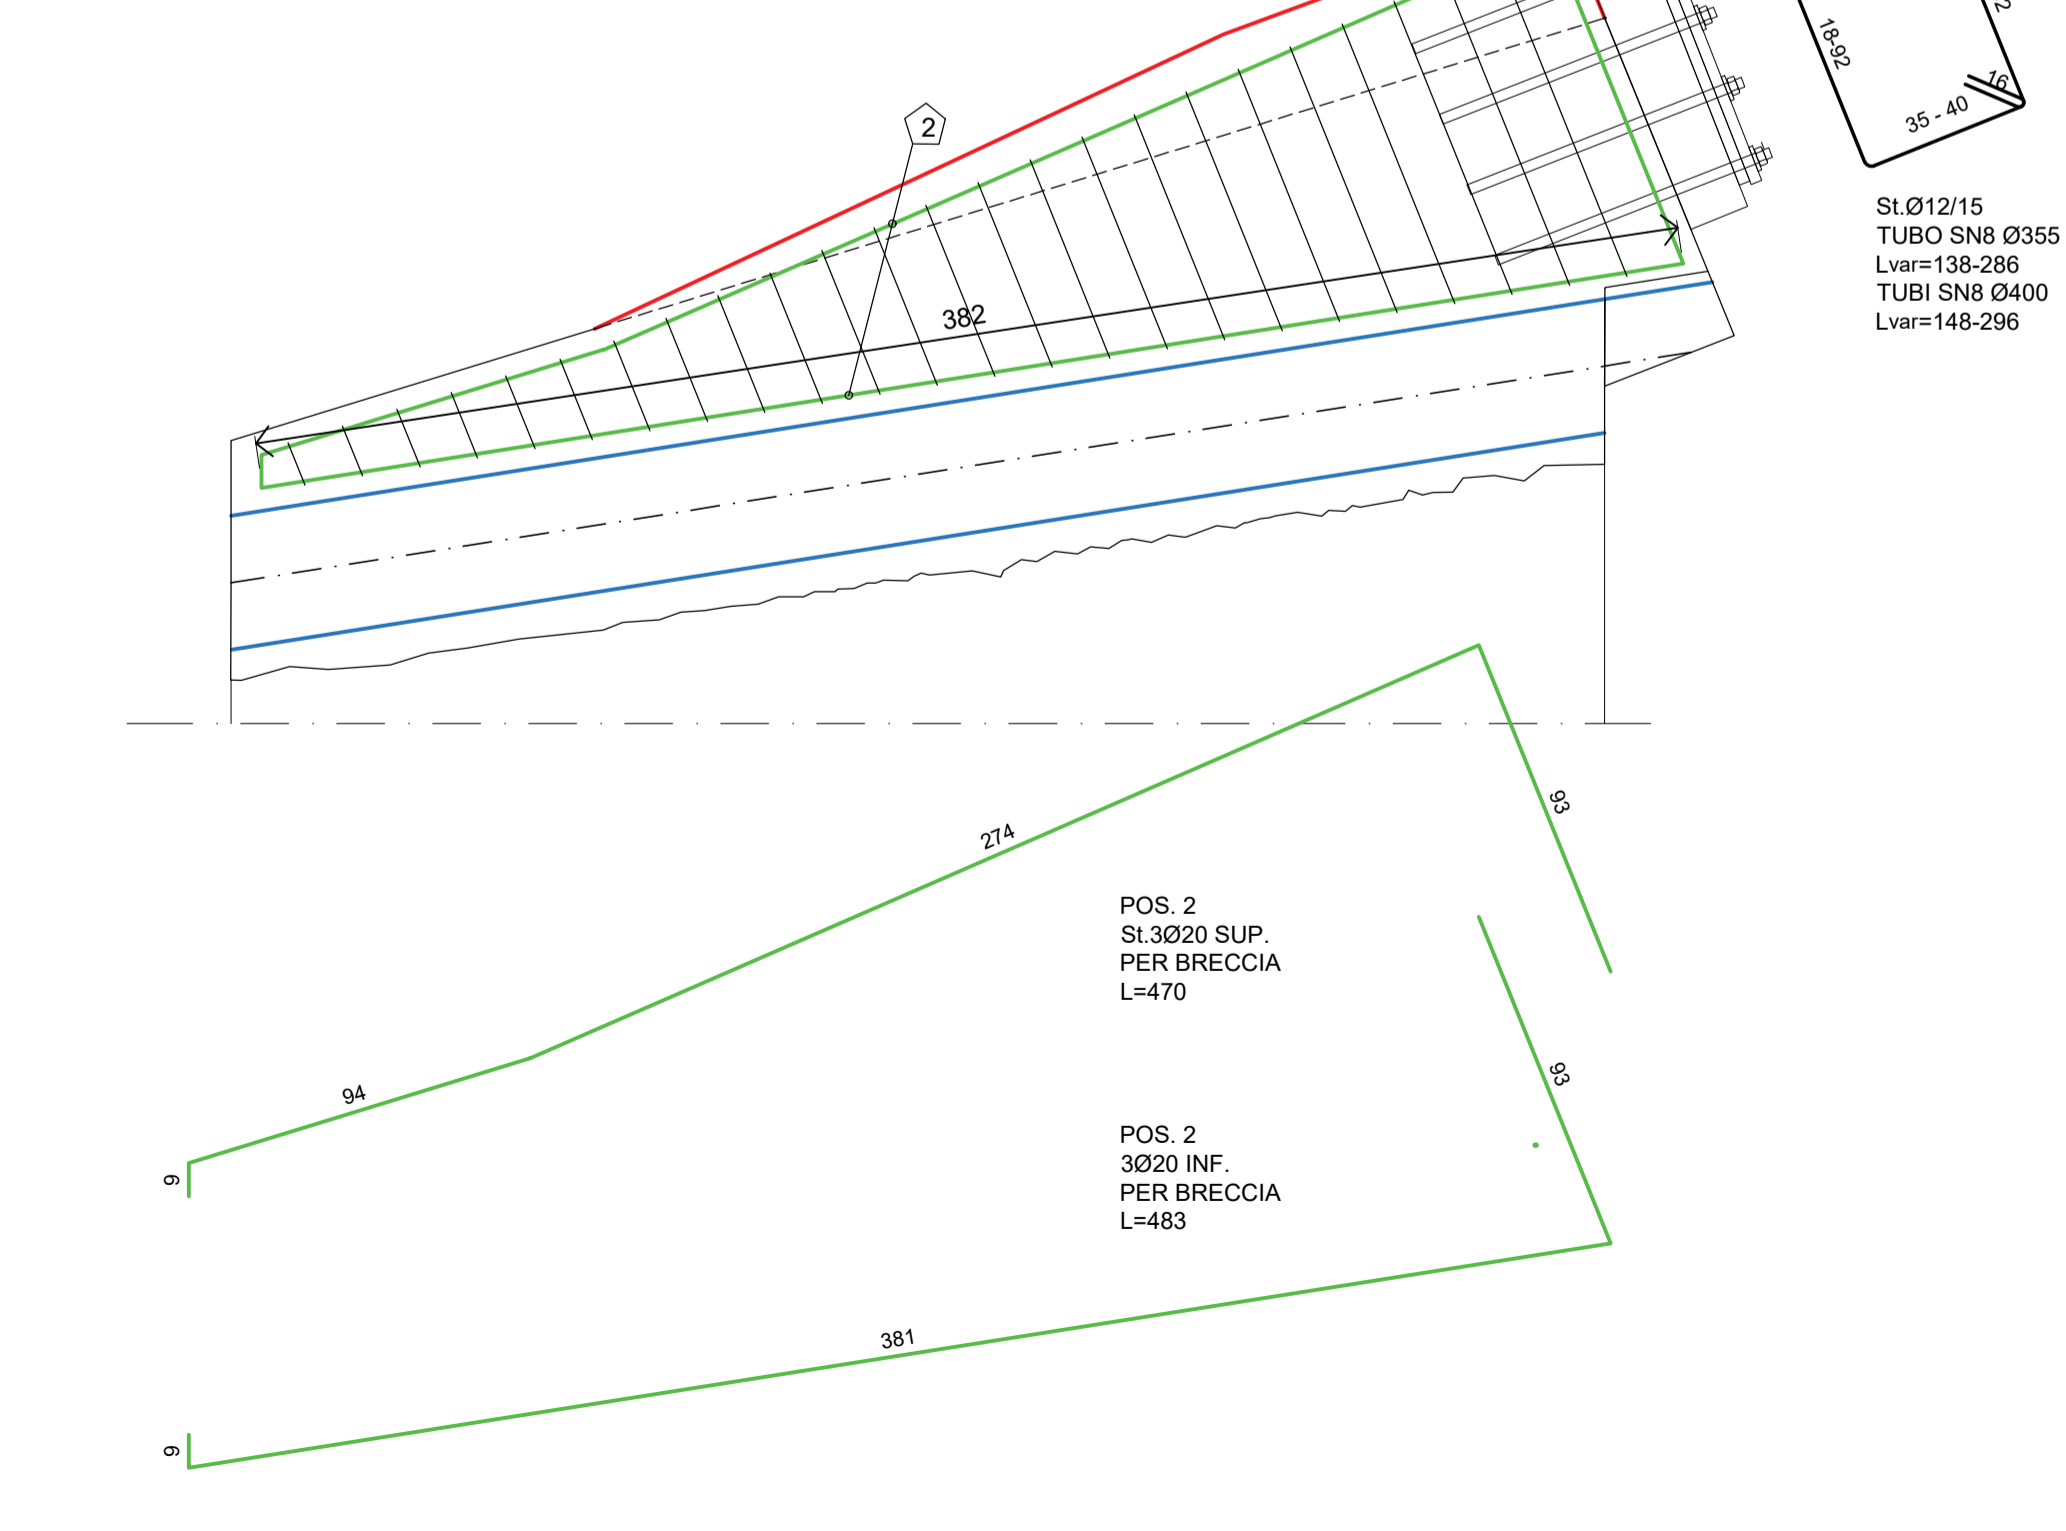 2
18-92
16
35 - 40
2
St.Ø12/15
TUBO SN8 Ø355
Lvar=138-286
TUBI SN8 Ø400
Lvar=148-296
382
93
274
POS. 2
St.3Ø20 SUP.
PER BRECCIA
L=470
93
94
POS. 2
3Ø20 INF.
PER BRECCIA
L=483
9
381
9